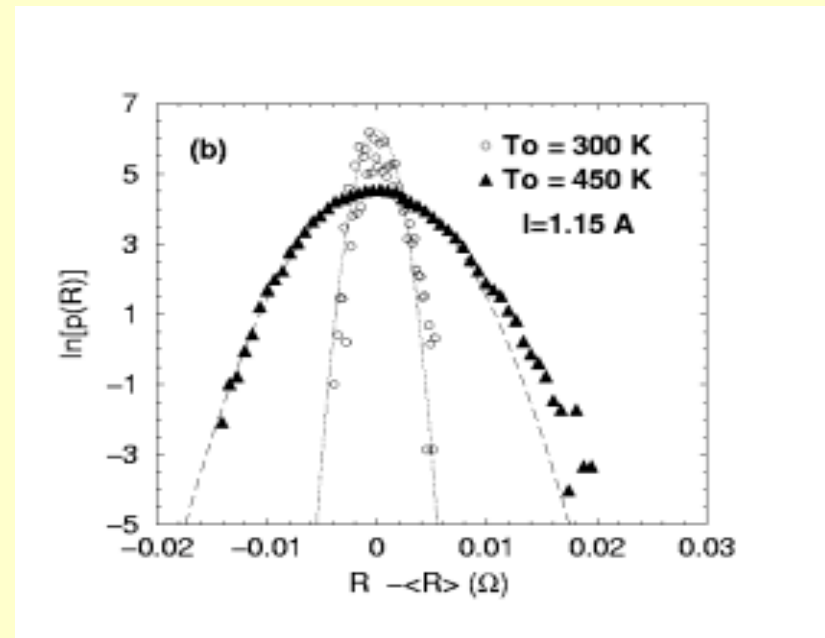 (b)
○ To = 300 K
▲ To = 450 K
I=1.15 A
ln[p(R)]
7
5
3
1
−1
−3
−5
−0.02 −0.01 0 0.01 0.02 0.03
R −<R> (Ω)